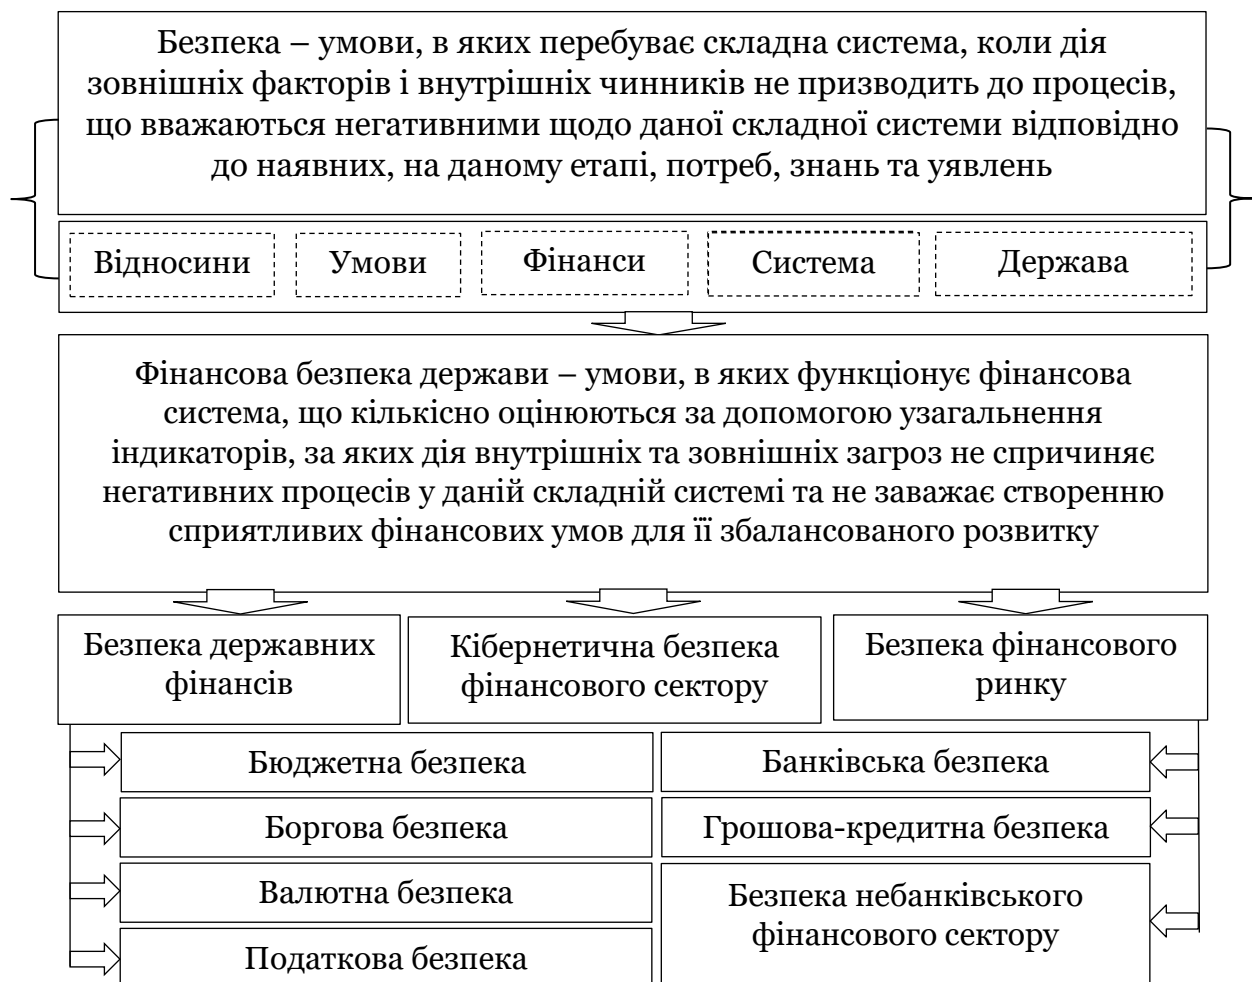 Безпека – умови, в яких перебуває складна система, коли дія
зовнішніх факторів і внутрішніх чинників не призводить до процесів,
що вважаються негативними щодо даної складної системи відповідно
до наявних, на даному етапі, потреб, знань та уявлень
Відносини
Умови
Фінанси
Система
Держава
Фінансова безпека держави – умови, в яких функціонує фінансова
система, що кількісно оцінюються за допомогою узагальнення
індикаторів, за яких дія внутрішніх та зовнішніх загроз не спричиняє
негативних процесів у даній складній системі та не заважає створенню
сприятливих фінансових умов для її збалансованого розвитку
Безпека державних
фінансів
Кібернетична безпека
фінансового сектору
Безпека фінансового
ринку
Бюджетна безпека
Боргова безпека
Валютна безпека
Податкова безпека
Банківська безпека
Грошова-кредитна безпека
Безпека небанківського
фінансового сектору